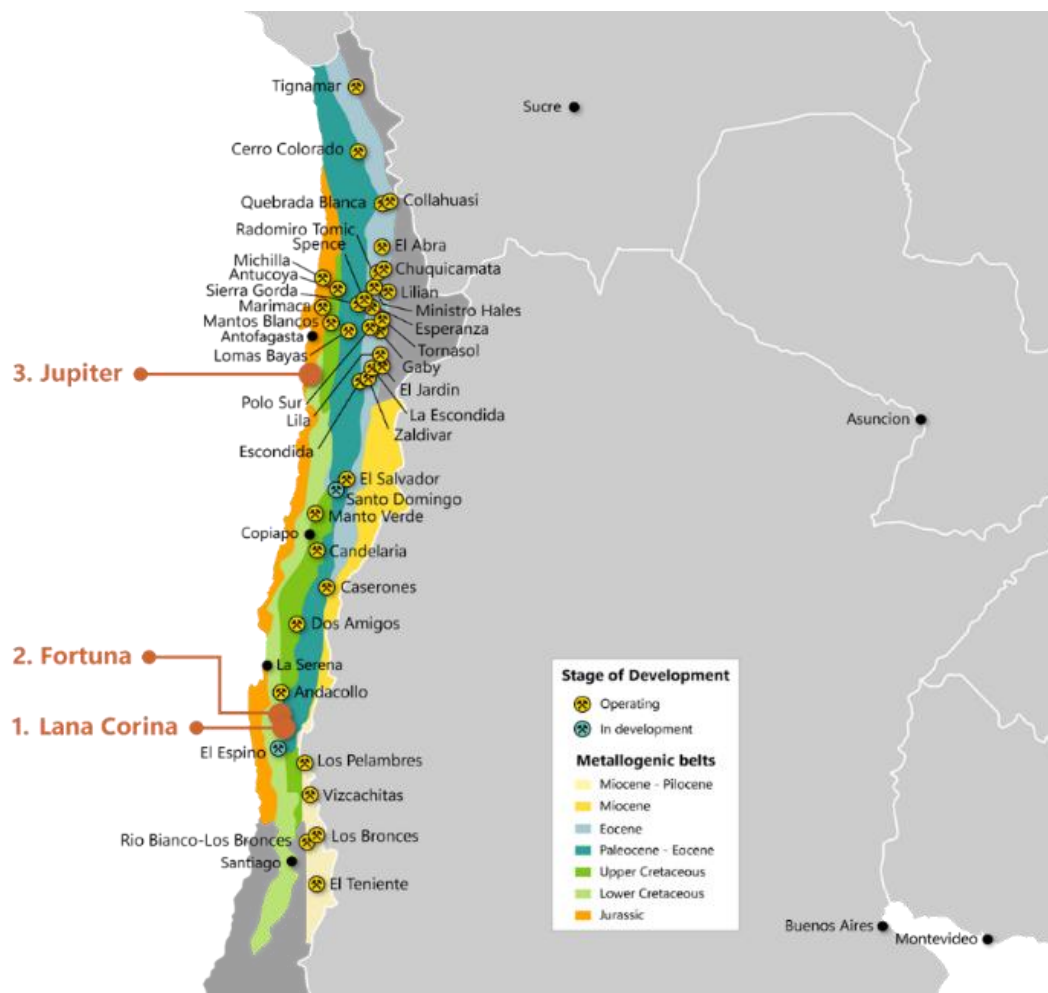 Tignamar
Sucre
Cerro Colorado
Quebrada Blanca
Collahuasi
Radomiro Tomic
Spence
El Abra
Michilla
Chuquicamata
Antucoya
Sierra Gorda
Lilian
Marimaca
Ministro Hales
Mantos Blancos
Esperanza
Antofagasta
Tornasol
Lomas Bayas
Gaby
3. Jupiter
El Jardin
Polo Sur
La Escondida
Lila
Zaldivar
Asuncion
Escondida
El Salvador
Santo Domingo
Manto Verde
Copiapo
Candelaria
Caserones
Dos Amigos
2. Fortuna
La Serena
Andacollo
1. Lana Corina
El Espino
Los Pelambres
Vizcachitas
Rio Bianco-Los Bronces
Los Bronces
Santiago
El Teniente
Stage of Development
Operating
In development
Metallogenic belts
Miocene - Pilocene
Miocene
Eocene
Paleocene - Eocene
Upper Cretaceous
Lower Cretaceous
Jurassic
Buenos Aires
Montevideo